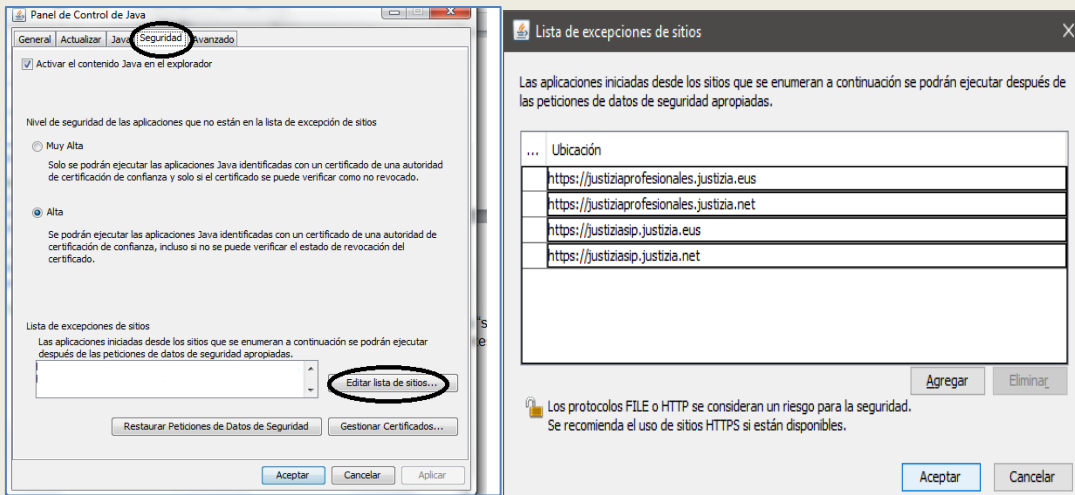 Panel de Control de Java
General Actualizar Java Seguridad Avanzado
Activar el contenido Java en el explorador
Nivel de seguridad de las aplicaciones que no están en la lista de excepción de sitios
Muy Alta
Solo se podrán ejecutar las aplicaciones Java identificadas con un certificado de una autoridad
de certificación de confianza y solo si el certificado se puede verificar como no revocado.
Alta
Se podrán ejecutar las aplicaciones Java identificadas con un certificado de una autoridad de
certificación de confianza, incluso si no se puede verificar el estado de revocación del
certificado.
Lista de excepciones de sitios
Las aplicaciones iniciadas desde los sitios que se enumeran a continuación se podrán ejecutar
después de las peticiones de datos de seguridad apropiadas.
Editar lista de sitios...
Restaurar Peticiones de Datos de Seguridad Gestionar Certificados...
Aceptar Cancelar Aplicar
Lista de excepciones de sitios
Las aplicaciones iniciadas desde los sitios que se enumeran a continuación se podrán ejecutar después de
las peticiones de datos de seguridad apropiadas.
... Ubicación
https://justiziaprofesionales.justizia.eus
https://justiziaprofesionales.justizia.net
https://justiziasip.justizia.eus
https://justiziasip.justizia.net
Agregar Eliminar
Los protocolos FILE o HTTP se consideran un riesgo para la seguridad.
Se recomienda el uso de sitios HTTPS si están disponibles.
Aceptar Cancelar